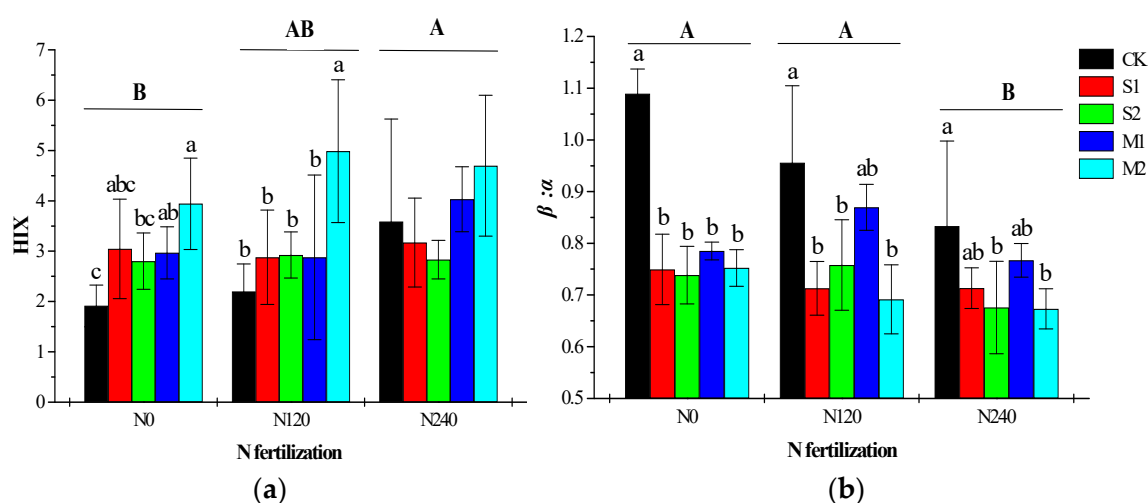 AB
A
B
a
a
abc
bc
ab
c
b
b
b
b
7
6
5
4
3
2
1
0
HIX
N0
N120
N240
N fertilization
(a)
A
A
B
a
b
b
b
b
a
b
b
ab
b
a
ab
b
ab
b
1.2
1.1
1.0
0.9
0.8
0.7
0.6
0.5
β :α
N0
N120
N240
N fertilization
(b)
CK
S1
S2
M1
M2